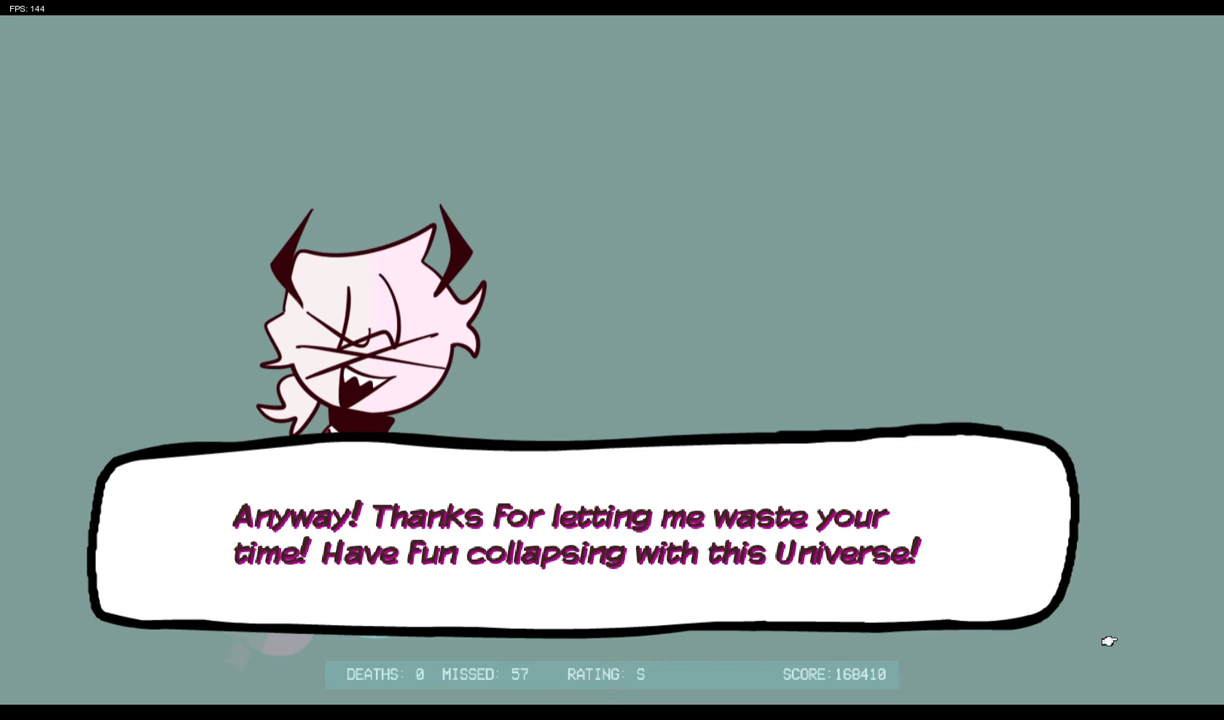 FPS: 144
Anyway! Thanks for letting me waste your
time! Have fun collapsing with this Universe!
DEATHS: 0 MISSED: 57 RATING: S SCORE:168410